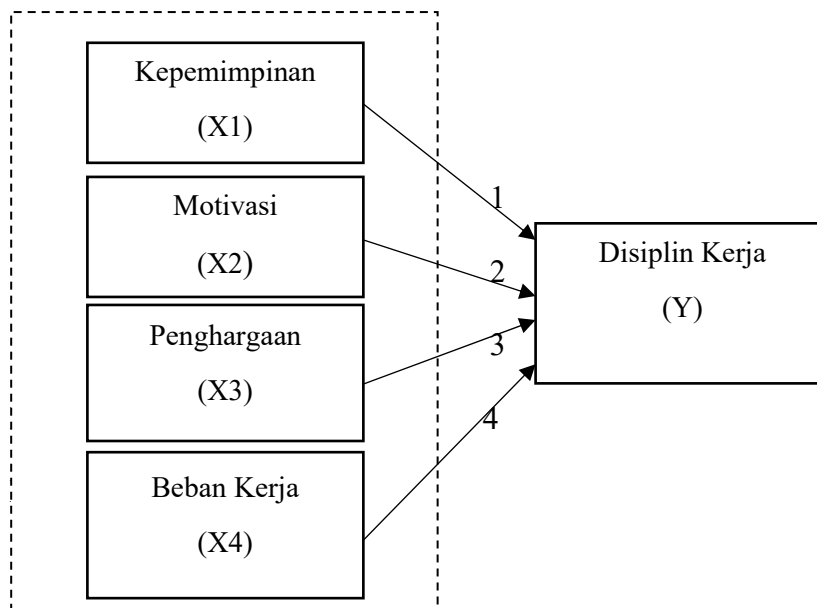 Kepemimpinan
(X1)
Motivasi
(X2)
Penghargaan
(X3)
Beban Kerja
(X4)
1
2
3
4
Disiplin Kerja
(Y)